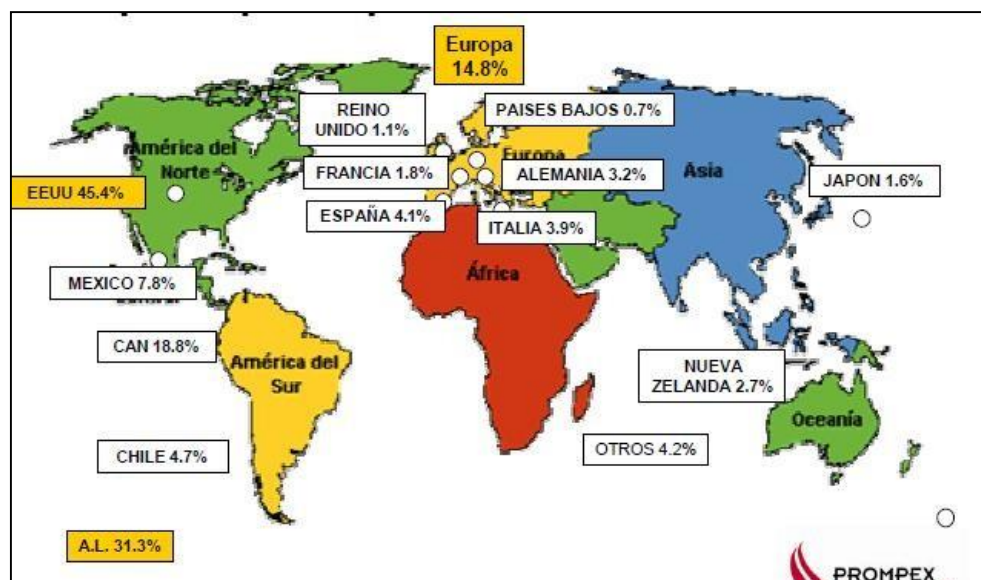 Europa
14.8%
REINO
UNIDO 1.1%
PAISES BAJOS 0.7%
América del
Norte
Europa
FRANCIA 1.8%
ALEMANIA 3.2%
Ásia
JAPON 1.6%
EEUU 45.4%
ESPAÑA 4.1%
ITALIA 3.9%
MEXICO 7.8%
África
CAN 18.8%
América del
Sur
NUEVA
ZELANDA 2.7%
Oceanía
CHILE 4.7%
OTROS 4.2%
A.L. 31.3%
PROMPEX